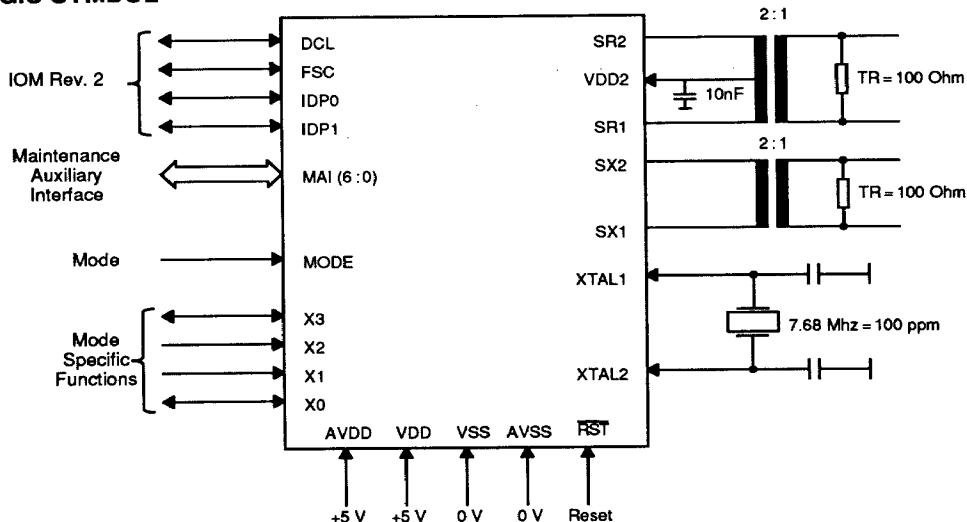 IOM Rev. 2
Maintenance
Auxiliary
Interface
Mode
Mode
Specific
Functions
DCL
FSC
IDP0
IDP1
MAI (6 : 0)
MODE
X3
X2
X1
X0
SR2
VDD2
SR1
SX2
SX1
XTAL1
XTAL2
AVDD VDD VSS AVSS RST
+5 V +5 V 0 V 0 V Reset
2 : 1
10nF
TR = 100 Ohm
2 : 1
TR = 100 Ohm
7.68 Mhz = 100 ppm